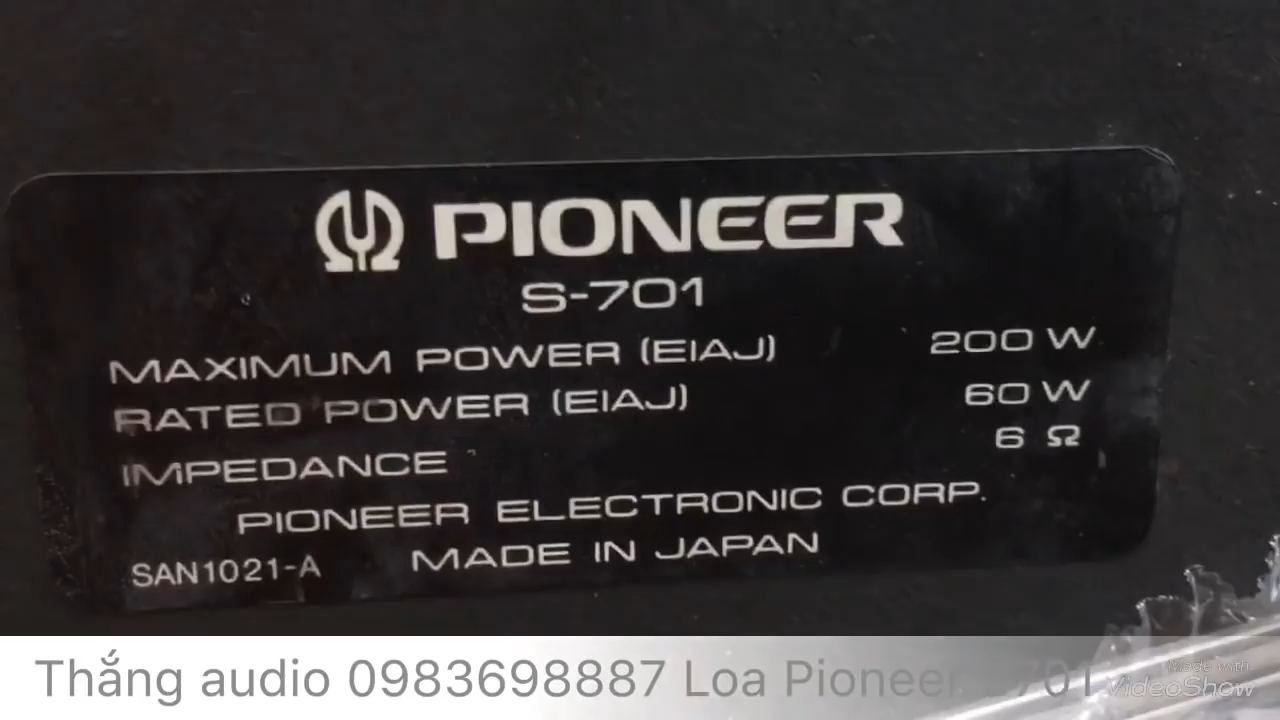 PIONEER
S-701
MAXIMUM POWER (EIAJ) 200 W
RATED POWER (EIAJ) 60 W
IMPEDANCE 6 Ω
PIONEER ELECTRONIC CORP.
SAN1021-A MADE IN JAPAN
Thắng audio 0983698887 Loa Pioneer 701
Made with
VideoShow